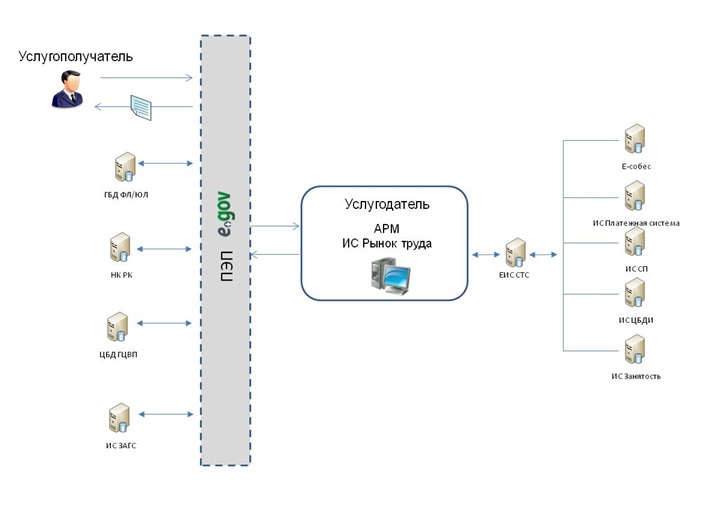 Услугополучатель
ГБД ФЛ/ЮЛ
НК РК
ЦБД ГЦВП
ИС ЗАГС
ПЭП
e.gov
Услугодатель
АРМ
ИС Рынок труда
ЕИС СТС
Е-собес
ИС Платежная система
ИС СП
ИС ЦБДИ
ИС Занятость